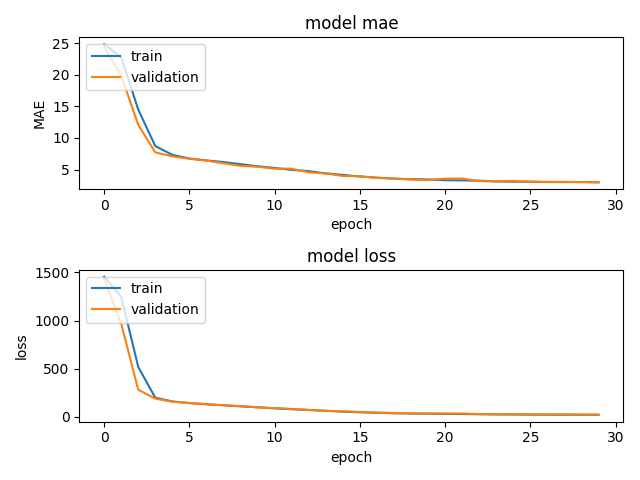 model mae
25
20
15
10
5
MAE
train
validation
0 5 10 15 20 25 30
epoch
model loss
1500
1000
500
0
loss
train
validation
0 5 10 15 20 25 30
epoch